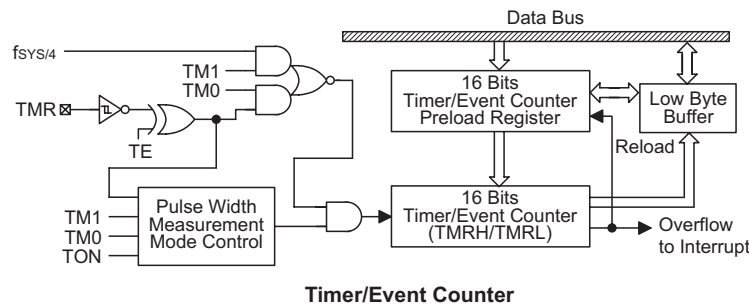 Data Bus
fSYS/4
TM1
TM0
TMR
TE
16 Bits
Timer/Event Counter
Preload Register
Low Byte
Buffer
Reload
TM1
TM0
TON
Pulse Width
Measurement
Mode Control
16 Bits
Timer/Event Counter
(TMRH/TMRL)
Overflow
to Interrupt
Timer/Event Counter